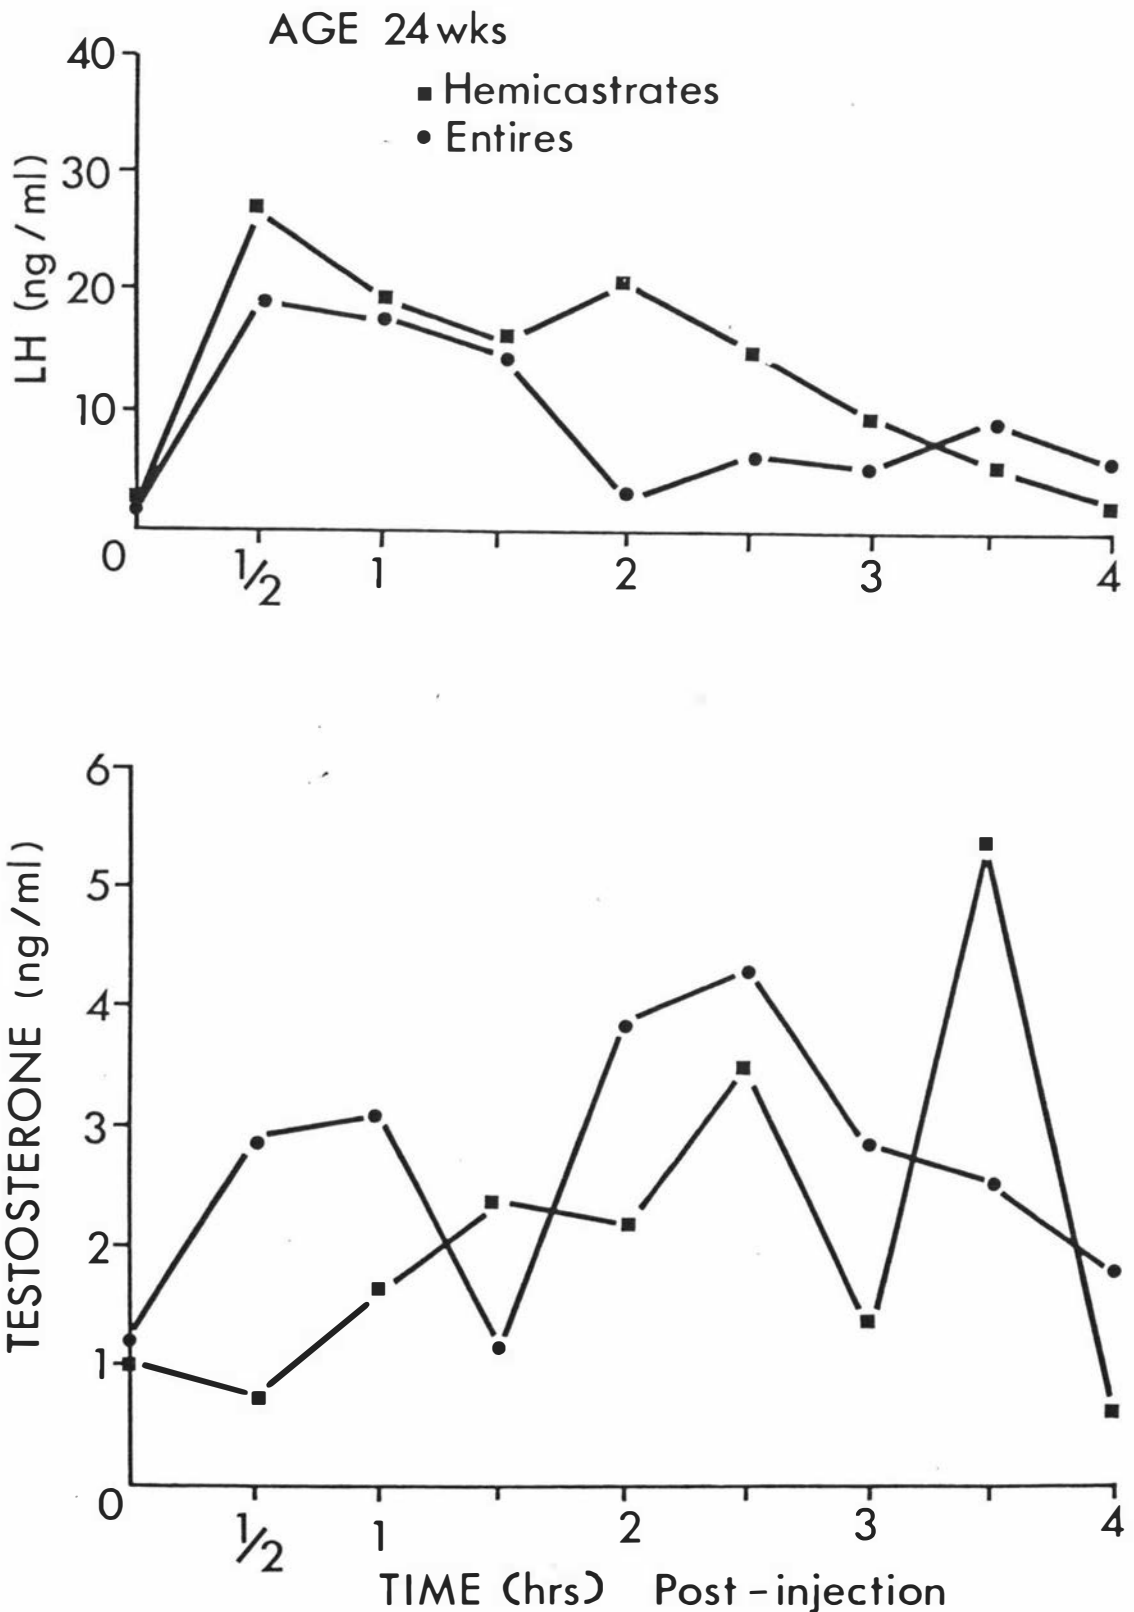 AGE 24 wks
■ Hemicastrates
● Entires
LH (ng/ml)
40
30
20
10
0
1/2 1 2 3 4
TESTOSTERONE (ng/ml)
6
5
4
3
2
1
0
1/2 1 2 3 4
TIME (hrs) Post-injection